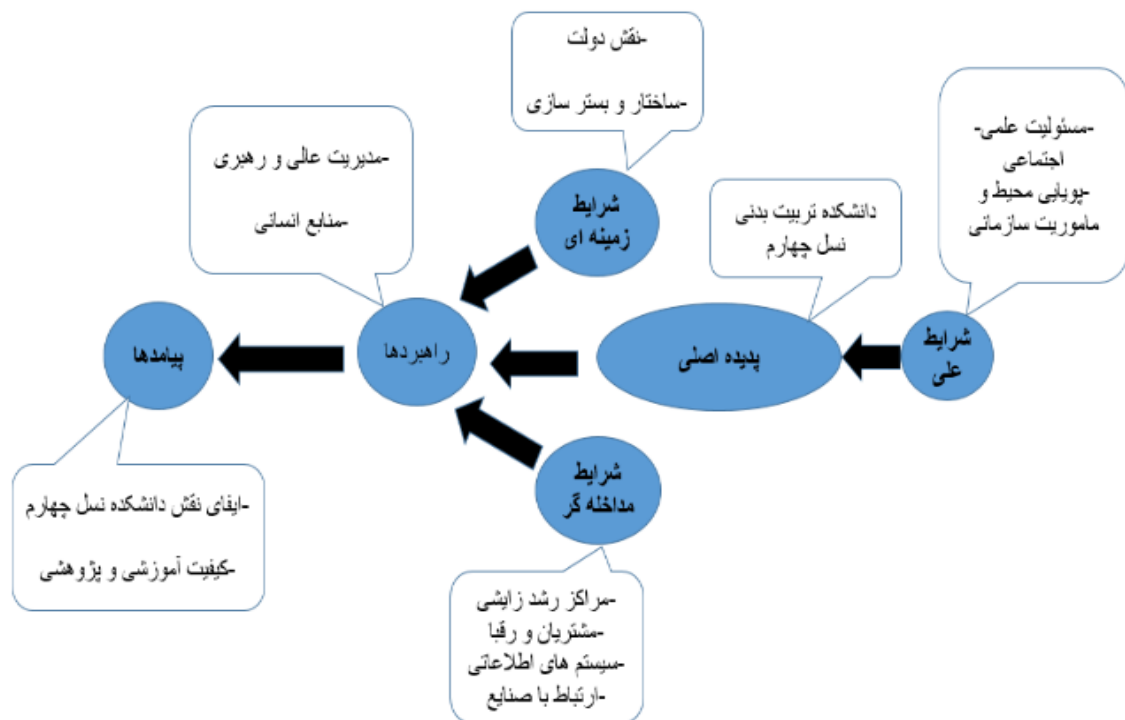 -نقش دولت
-ساختار و بستر سازی
-مسئولیت علمی-
اجتماعی
-پویایی محیط و
ماموریت سازمانی
-مدیریت عالی و رهبری
-منابع انسانی
دانشکده تربیت بدنی
نسل چهارم
شرایط
زمینه ای
شرایط
علی
پدیده اصلی
راهبردها
پیامدها
شرایط
مداخله گر
-ایفای نقش دانشکده نسل چهارم
-کیفیت آموزشی و پژوهشی
-مراکز رشد زایشی
-مشتریان و رقبا
-سیستم های اطلاعاتی
-ارتباط با صنایع